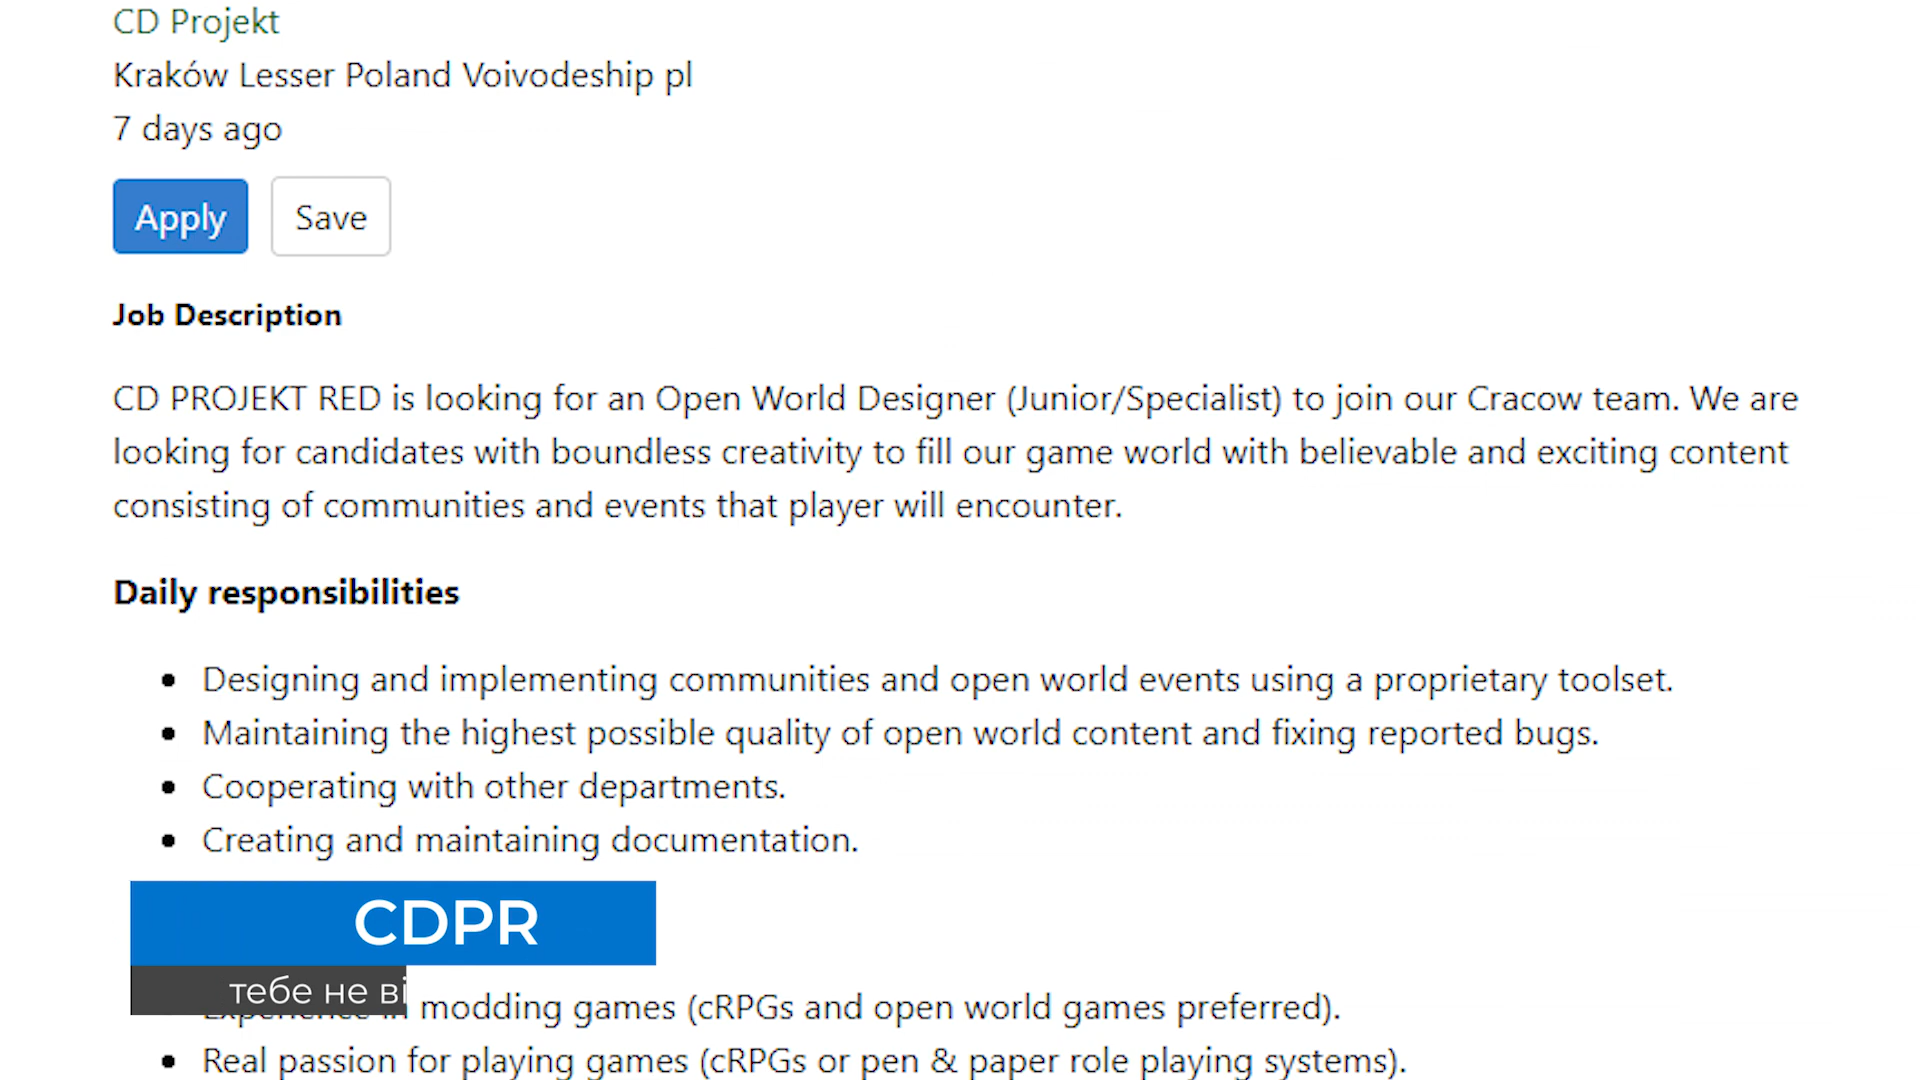 CD Projekt
Kraków Lesser Poland Voivodeship pl
7 days ago
Apply Save
Job Description
CD PROJEKT RED is looking for an Open World Designer (Junior/Specialist) to join our Cracow team. We are
looking for candidates with boundless creativity to fill our game world with believable and exciting content
consisting of communities and events that player will encounter.
Daily responsibilities
• Designing and implementing communities and open world events using a proprietary toolset.
• Maintaining the highest possible quality of open world content and fixing reported bugs.
• Cooperating with other departments.
• Creating and maintaining documentation.
CDPR
тебе не ві
modding games (cRPGs and open world games preferred).
• Real passion for playing games (cRPGs or pen & paper role playing systems).